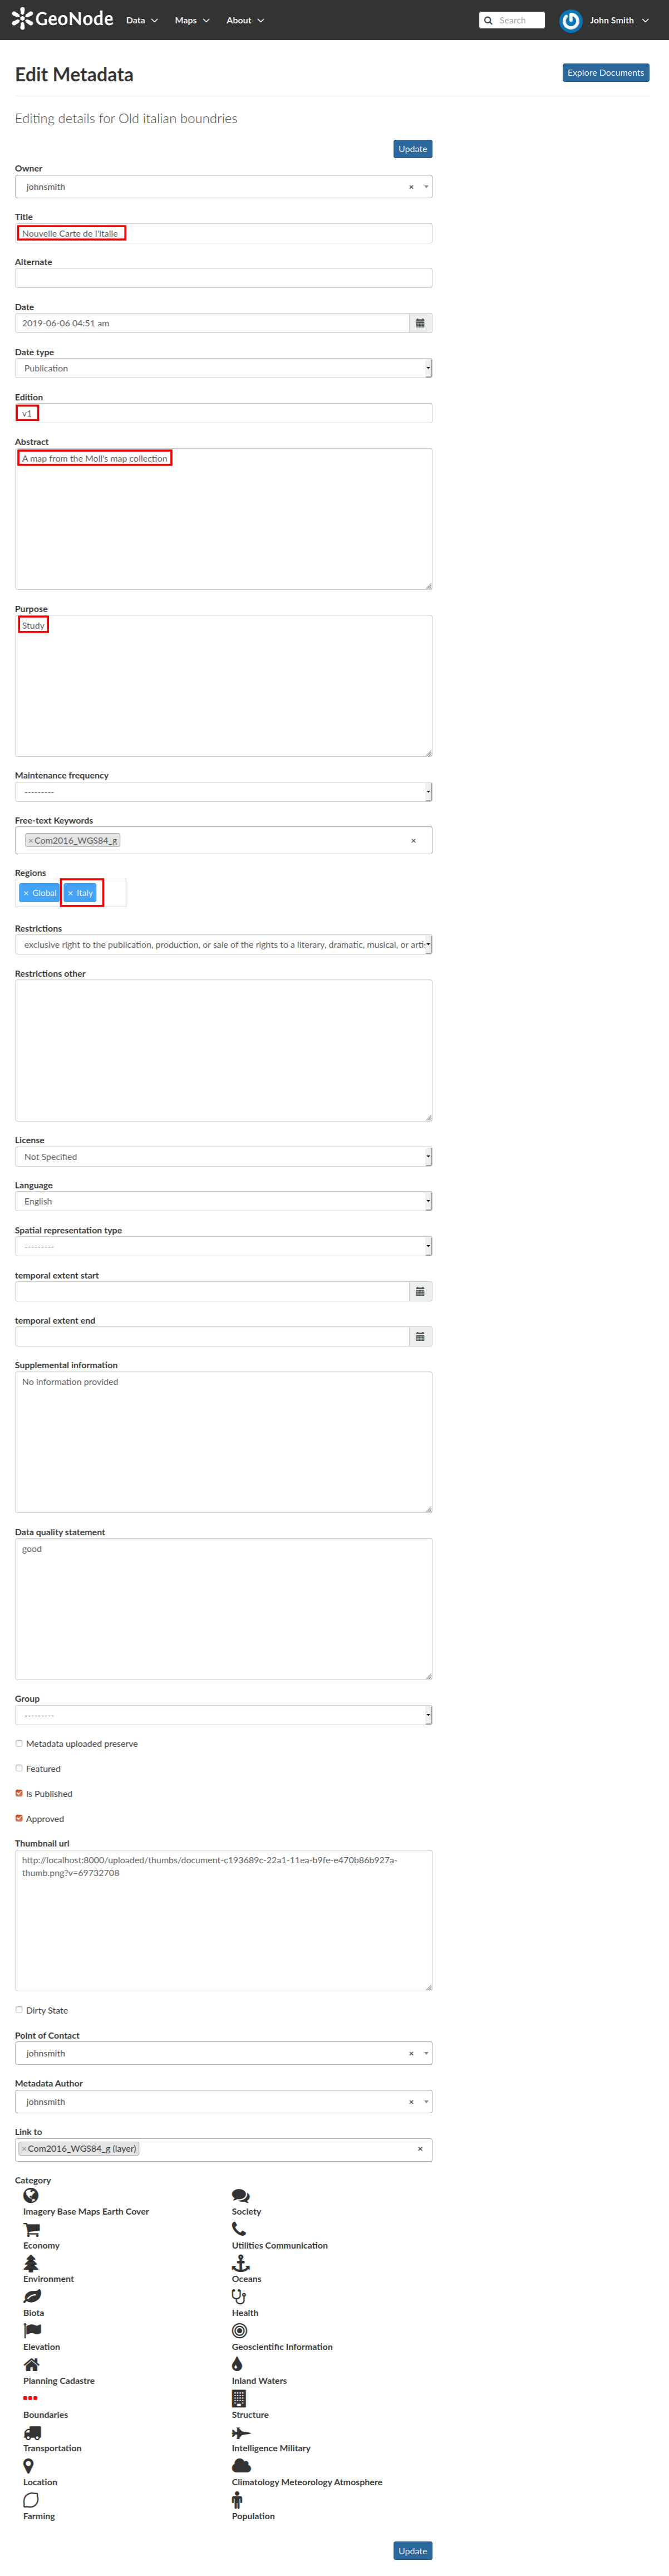 GeoNode Data Maps About Search John Smith
Edit Metadata
Explore Documents
Editing details for Old italian boundries
Update
Owner
johnsmith
Title
Nouvelle Carte de l'Italie
Alternate
Date
2019-06-06 04:51 am
Date type
Publication
Edition
v1
Abstract
A map from the Moll's map collection
Purpose
Study
Maintenance frequency
---------
Free-text Keywords
×Com2016_WGS84_g ×
Regions
× Global × Italy
Restrictions
exclusive right to the publication, production, or sale of the rights to a literary, dramatic, musical, or artis
Restrictions other
License
Not Specified
Language
English
Spatial representation type
---------
temporal extent start
temporal extent end
Supplemental information
No information provided
Data quality statement
good
Group
---------
Metadata uploaded preserve
Featured
Is Published
Approved
Thumbnail url
http://localhost:8000/uploaded/thumbs/document-c193689c-22a1-11ea-b9fe-e470b86b927a-
thumb.png?v=69732708
Dirty State
Point of Contact
johnsmith
Metadata Author
johnsmith
Link to
×Com2016_WGS84_g (layer) ×
Category
Imagery Base Maps Earth Cover Society
Economy Utilities Communication
Environment Oceans
Biota Health
Elevation Geoscientific Information
Planning Cadastre Inland Waters
Boundaries Structure
Transportation Intelligence Military
Location Climatology Meteorology Atmosphere
Farming Population
Update